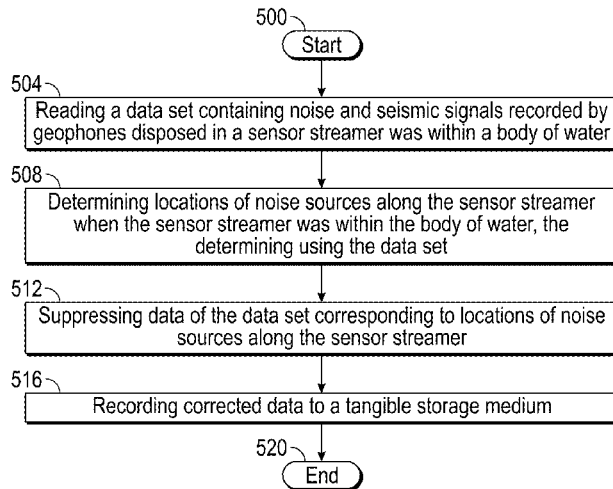 500
Start
504
Reading a data set containing noise and seismic signals recorded by
geophones disposed in a sensor streamer was within a body of water
508
Determining locations of noise sources along the sensor streamer
when the sensor streamer was within the body of water, the
determining using the data set
512
Suppressing data of the data set corresponding to locations of noise
sources along the sensor streamer
516
Recording corrected data to a tangible storage medium
520
End